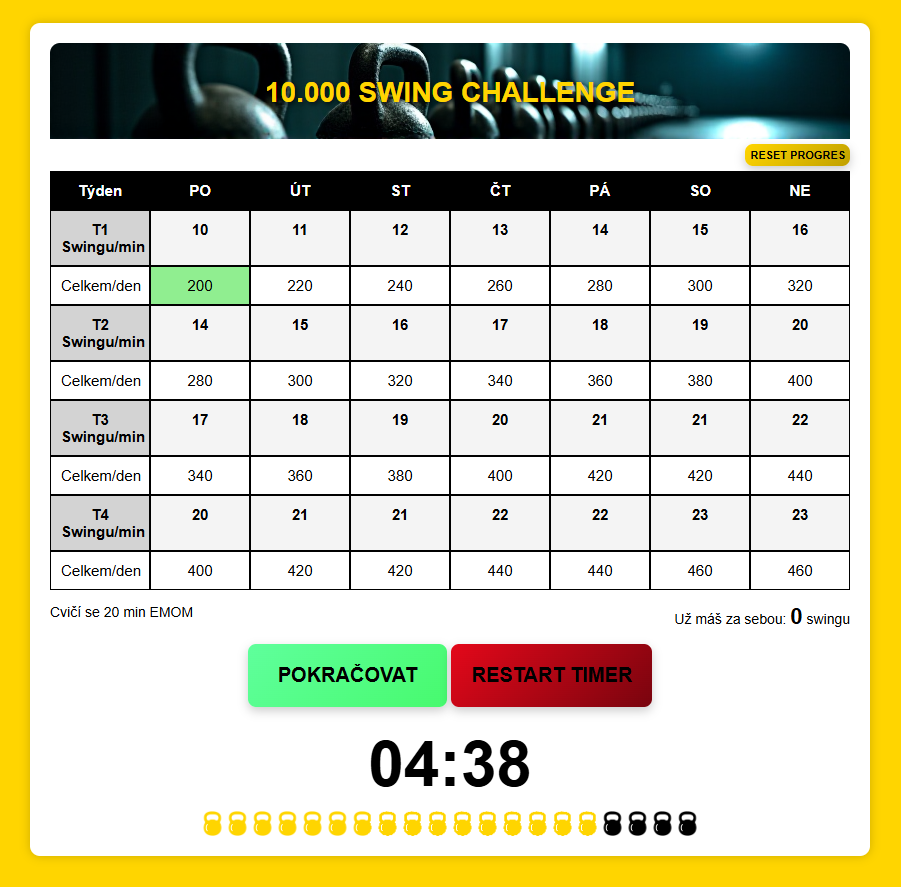 10.000 SWING CHALLENGE
RESET PROGRES
Týden PO ÚT ST ČT PÁ SO NE
T1 10 11 12 13 14 15 16
Swingu/min
Celkem/den 200 220 240 260 280 300 320
T2 14 15 16 17 18 19 20
Swingu/min
Celkem/den 280 300 320 340 360 380 400
T3 17 18 19 20 21 21 22
Swingu/min
Celkem/den 340 360 380 400 420 420 440
T4 20 21 21 22 22 23 23
Swingu/min
Celkem/den 400 420 420 440 440 460 460
Cvičí se 20 min EMOM Už máš za sebou: 0 swingu
POKRAČOVAT RESTART TIMER
04:38